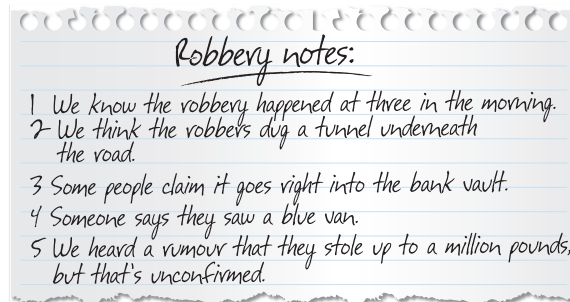 Robbery notes:
1 We know the robbery happened at three in the morning.
2 We think the robbers dug a tunnel underneath
the road.
3 Some people claim it goes right into the bank vault.
4 Someone says they saw a blue van.
5 We heard a rumour that they stole up to a million pounds,
but that's unconfirmed.